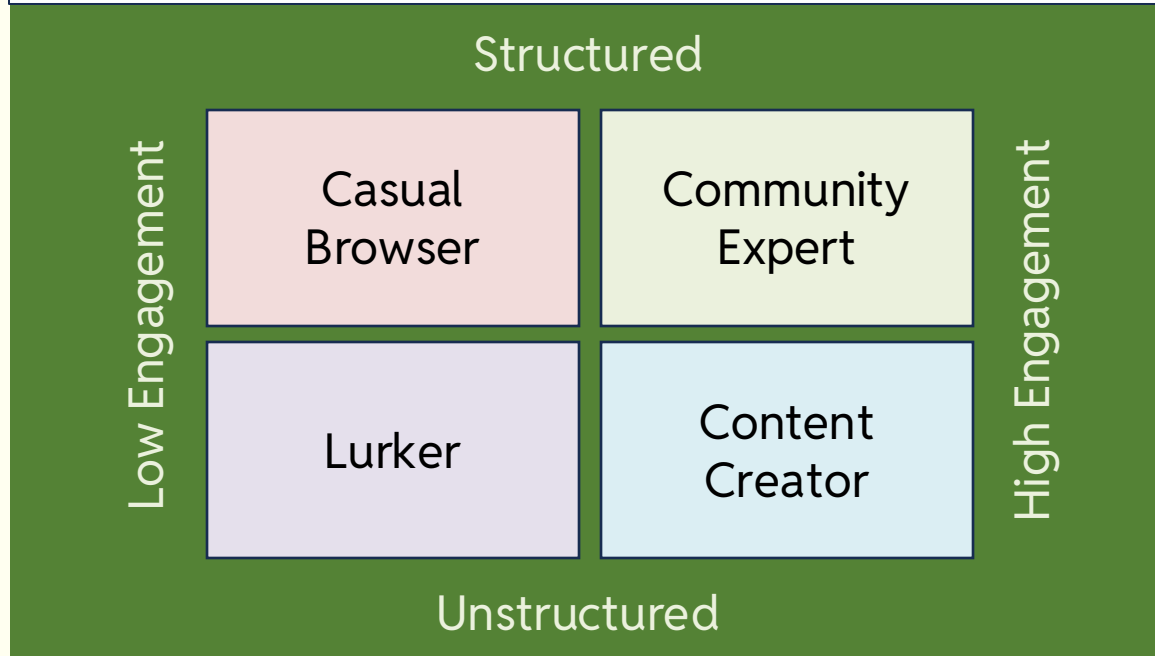 Structured
Low Engagement
Casual
Browser
Community
Expert
High Engagement
Lurker
Content
Creator
Unstructured